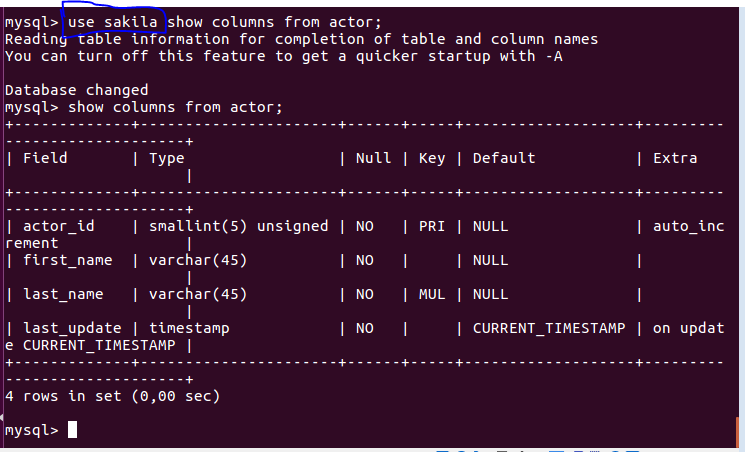 mysql> use sakila show columns from actor;
Reading table information for completion of table and column names
You can turn off this feature to get a quicker startup with -A

Database changed
mysql> show columns from actor;
+-------------+----------------------+------+-----+-------------------+---------
--------------------+
| Field       | Type                 | Null | Key | Default           | Extra
                    |
+-------------+----------------------+------+-----+-------------------+---------
--------------------+
| actor_id    | smallint(5) unsigned | NO   | PRI | NULL              | auto_inc
rement              |
| first_name  | varchar(45)          | NO   |     | NULL              |
                    |
| last_name   | varchar(45)          | NO   | MUL | NULL              |
                    |
| last_update | timestamp            | NO   |     | CURRENT_TIMESTAMP | on updat
e CURRENT_TIMESTAMP |
+-------------+----------------------+------+-----+-------------------+---------
--------------------+
4 rows in set (0,00 sec)

mysql>